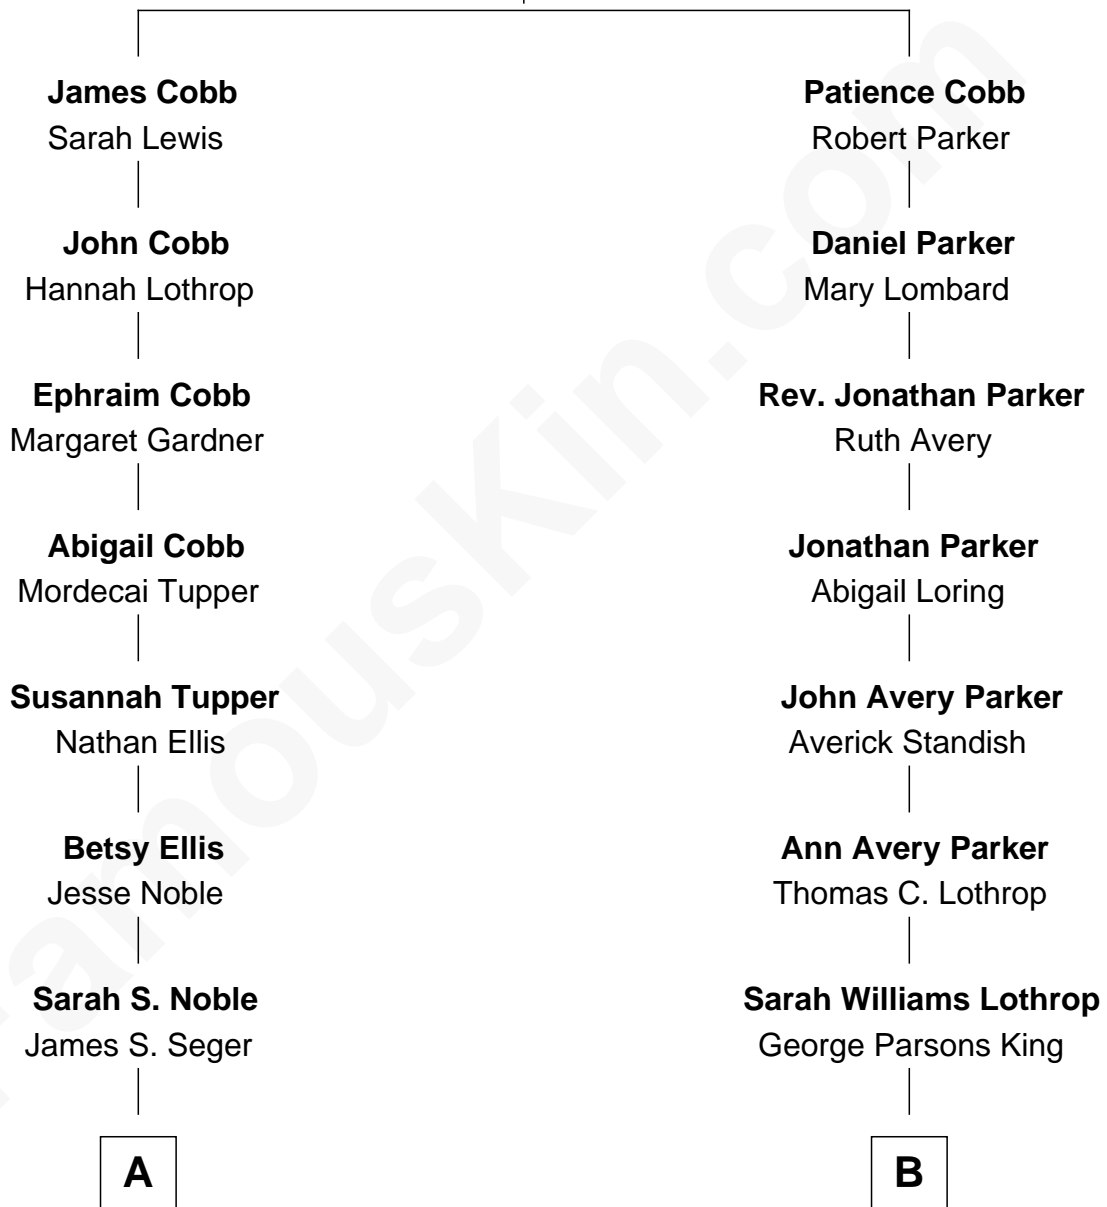 James Cobb
Sarah Lewis
John Cobb
Hannah Lothrop
Ephraim Cobb
Margaret Gardner
Abigail Cobb
Mordecai Tupper
Susannah Tupper
Nathan Ellis
Betsy Ellis
Jesse Noble
Sarah S. Noble
James S. Seger
A
Patience Cobb
Robert Parker
Daniel Parker
Mary Lombard
Rev. Jonathan Parker
Ruth Avery
Jonathan Parker
Abigail Loring
John Avery Parker
Averick Standish
Ann Avery Parker
Thomas C. Lothrop
Sarah Williams Lothrop
George Parsons King
B
FamousKin.com